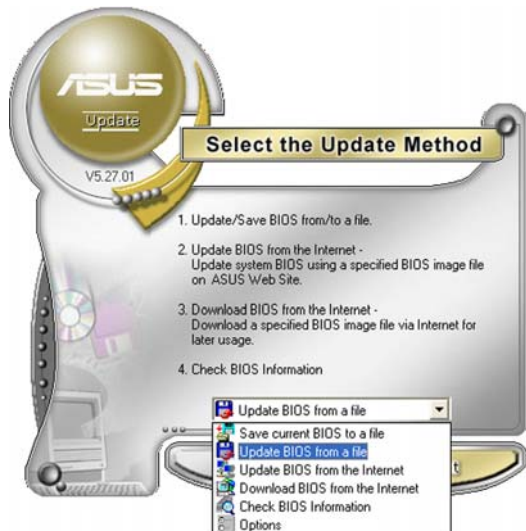 ASUS
Update
V5.27.01
Select the Update Method
1. Update/Save BIOS from/to a file.
2. Update BIOS from the Internet -
Update system BIOS using a specified BIOS image file
on ASUS Web Site.
3. Download BIOS from the Internet -
Download a specified BIOS image file via Internet for
later usage.
4. Check BIOS Information
Update BIOS from a file
Save current BIOS to a file
Update BIOS from a file
Update BIOS from the Internet
Download BIOS from the Internet
Check BIOS Information
Options